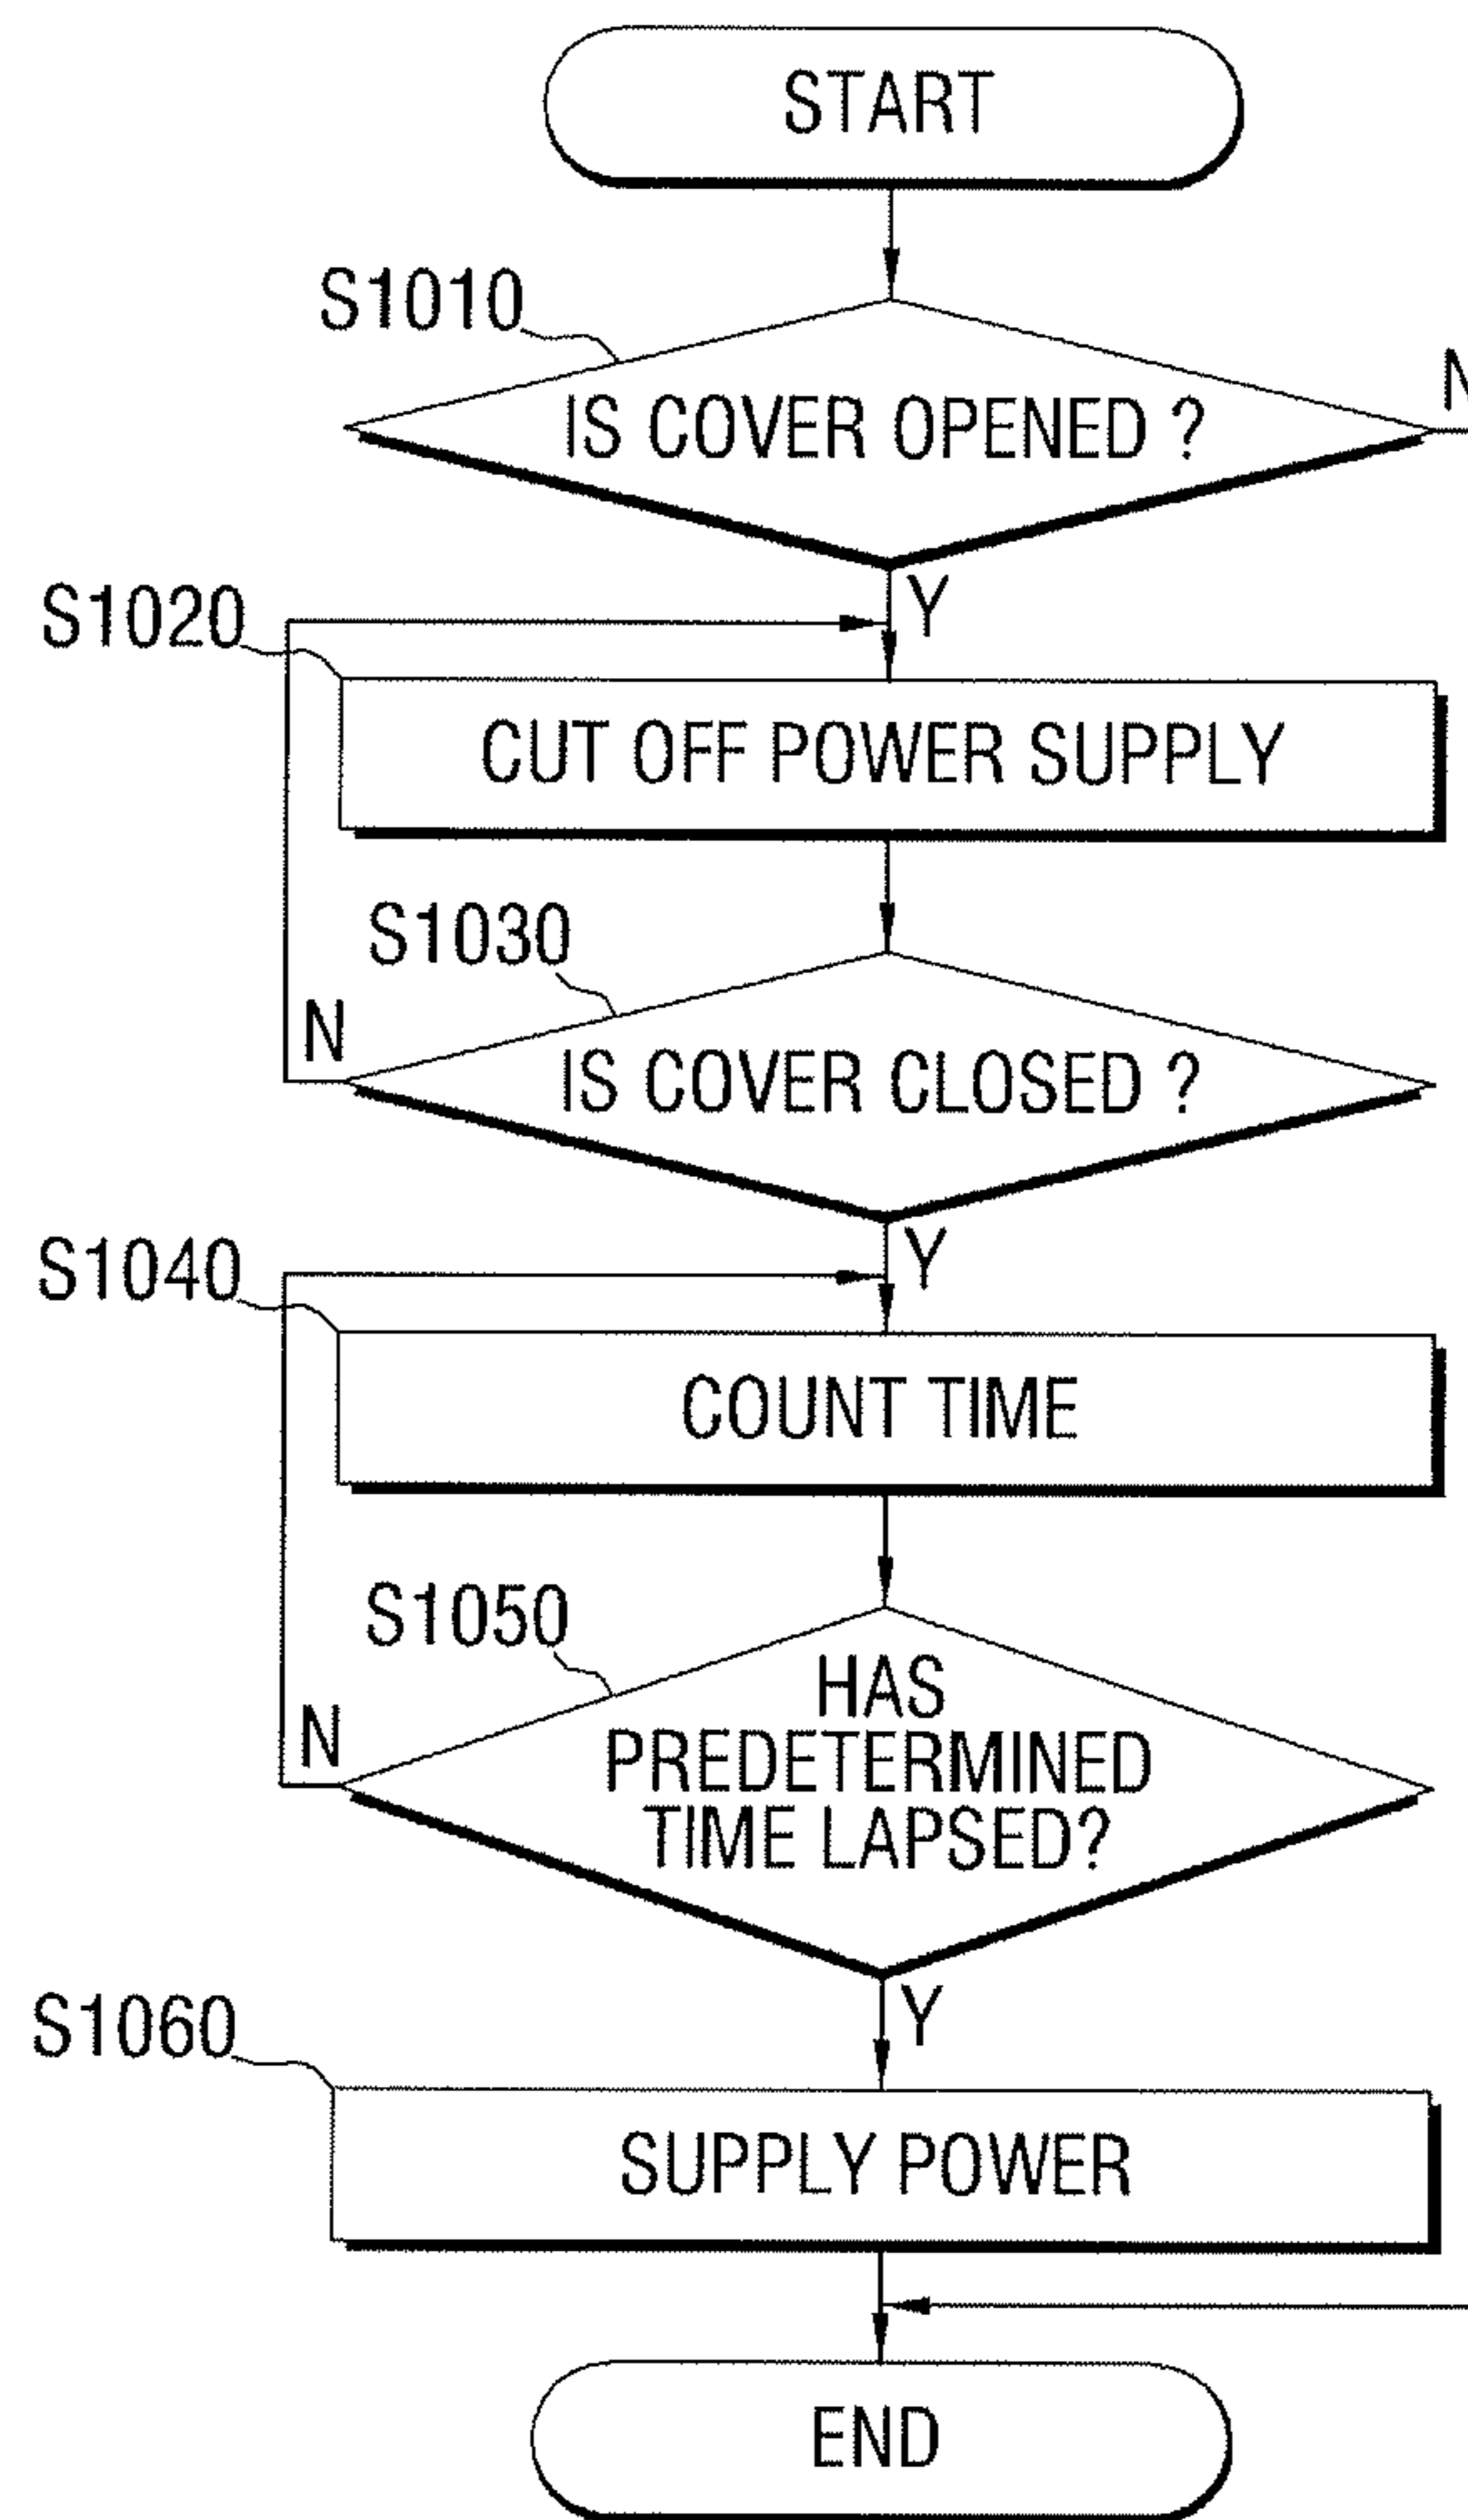 START
S1010
IS COVER OPENED ?
N
Y
S1020
CUT OFF POWER SUPPLY
S1030
N
IS COVER CLOSED ?
Y
S1040
COUNT TIME
S1050
N
HAS
PREDETERMINED
TIME LAPSED?
Y
S1060
SUPPLY POWER
END